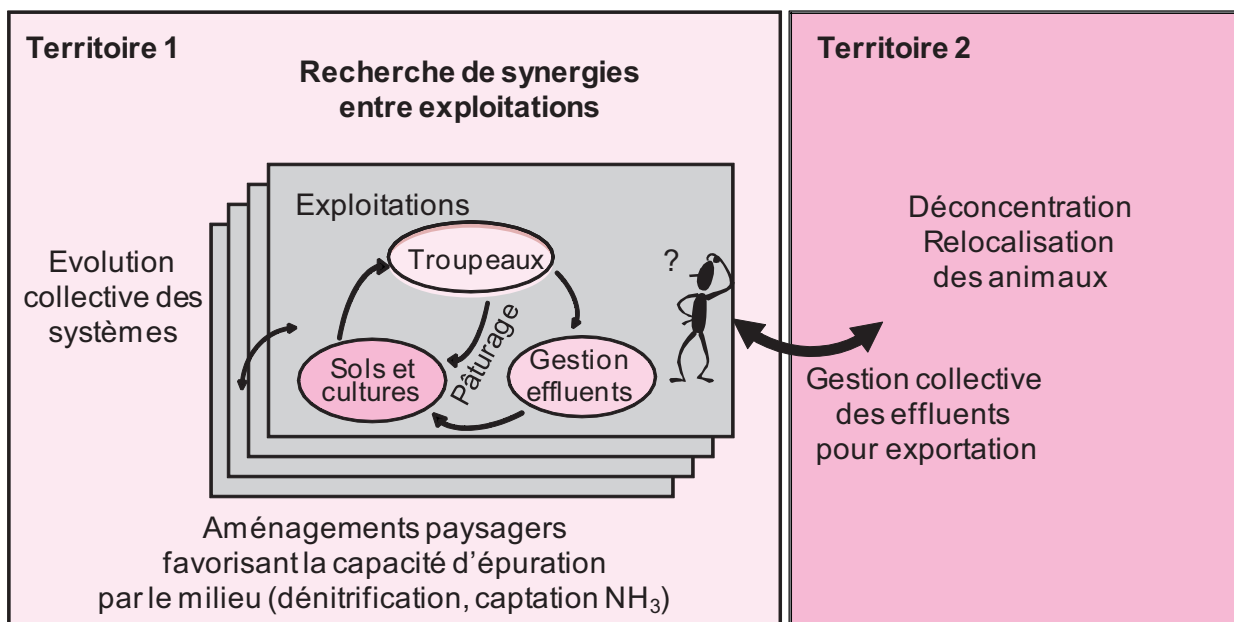 Territoire 1
Recherche de synergies
entre exploitations
Exploitations
Troupeaux
?
Pâturage
Sols et
cultures
Gestion
effluents
Evolution
collective des
systèmes
Aménagements paysagers
favorisant la capacité d'épuration
par le milieu (dénitrification, captation NH₃)
Territoire 2
Déconcentration
Relocalisation
des animaux
Gestion collective
des effluents
pour exportation